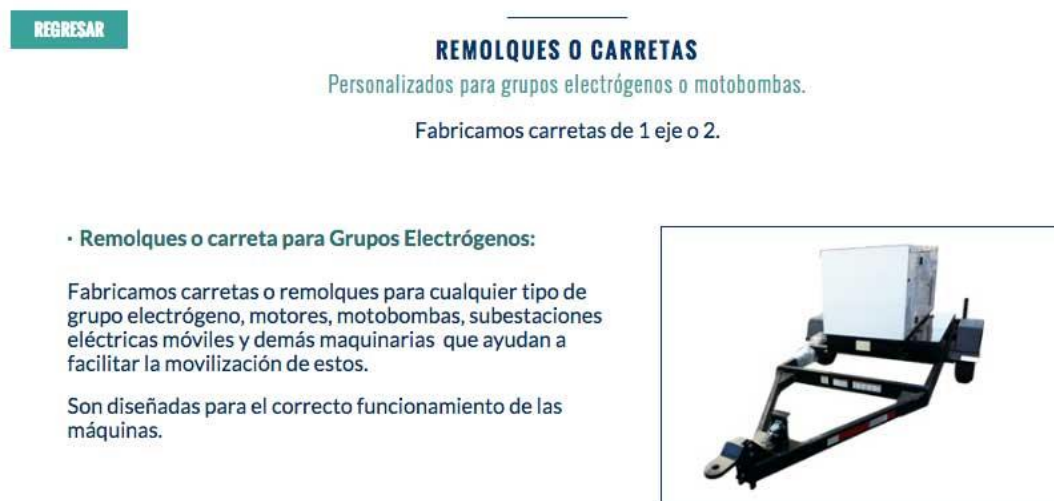 REGRESAR
REMOLQUES O CARRETAS
Personalizados para grupos electrógenos o motobombas.
Fabricamos carretas de 1 eje o 2.
· Remolques o carreta para Grupos Electrógenos:
Fabricamos carretas o remolques para cualquier tipo de
grupo electrógeno, motores, motobombas, subestaciones
eléctricas móviles y demás maquinarias que ayudan a
facilitar la movilización de estos.
Son diseñadas para el correcto funcionamiento de las
máquinas.